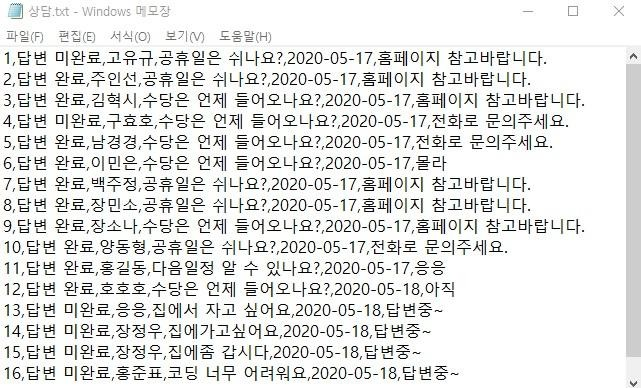 상담.txt - Windows 메모장
파일(F) 편집(E) 서식(O) 보기(V) 도움말(H)
1,답변 미완료,고유규,공휴일은 쉬나요?,2020-05-17,홈페이지 참고바랍니다.
2,답변 완료,주인선,공휴일은 쉬나요?,2020-05-17,홈페이지 참고바랍니다.
3,답변 완료,김혁시,수당은 언제 들어오나요?,2020-05-17,홈페이지 참고바랍니다.
4,답변 미완료,구효호,수당은 언제 들어오나요?,2020-05-17,전화로 문의주세요.
5,답변 완료,남경경,수당은 언제 들어오나요?,2020-05-17,전화로 문의주세요.
6,답변 완료,이민은,수당은 언제 들어오나요?,2020-05-17,몰라
7,답변 완료,백주정,공휴일은 쉬나요?,2020-05-17,홈페이지 참고바랍니다.
8,답변 완료,장민소,공휴일은 쉬나요?,2020-05-17,홈페이지 참고바랍니다.
9,답변 완료,장소나,수당은 언제 들어오나요?,2020-05-17,홈페이지 참고바랍니다.
10,답변 완료,양동형,공휴일은 쉬나요?,2020-05-17,전화로 문의주세요.
11,답변 완료,홍길동,다음일정 알 수 있나요?,2020-05-17,응응
12,답변 완료,호호호,수당은 언제 들어오나요?,2020-05-18,아직
13,답변 미완료,응응,집에서 자고 싶어요,2020-05-18,답변중~
14,답변 미완료,장정우,집에가고싶어요,2020-05-18,답변중~
15,답변 미완료,장정우,집에좀 갑시다,2020-05-18,답변중~
16,답변 미완료,홍준표,코딩 너무 어려워요,2020-05-18,답변중~